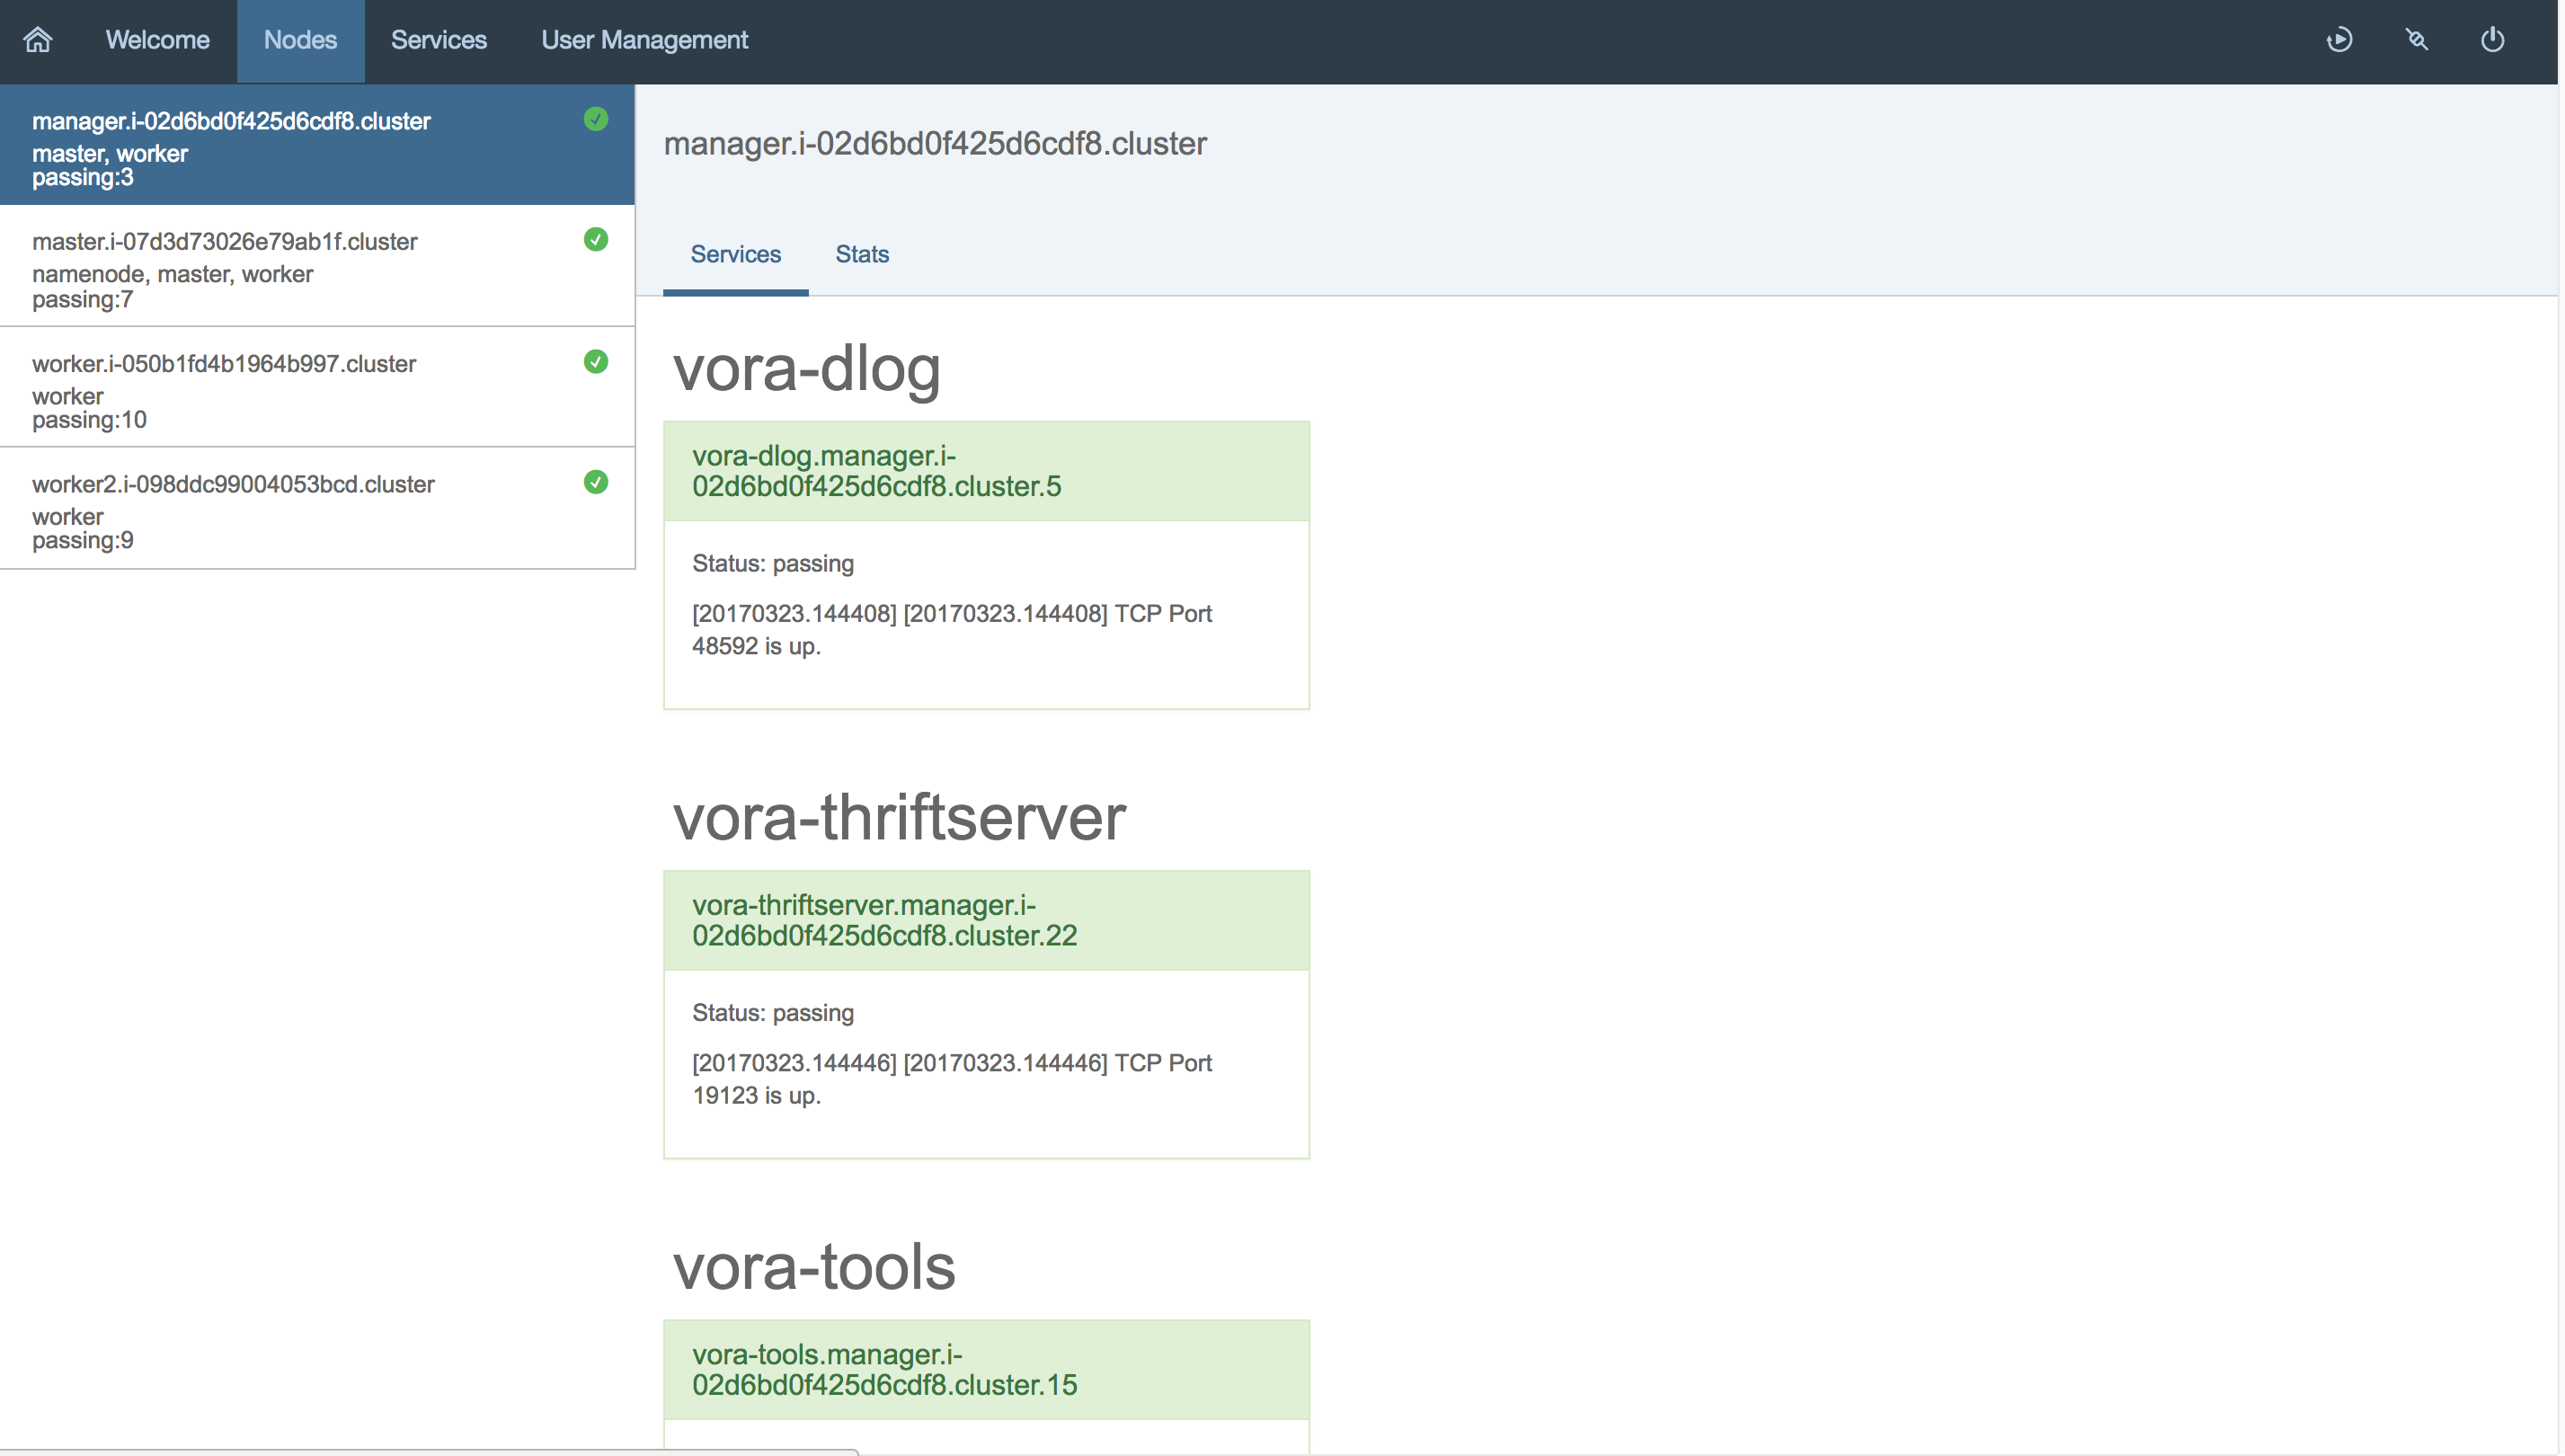 Welcome Nodes Services User Management
manager.i-02d6bd0f425d6cdf8.cluster
master, worker
passing:3
master.i-07d3d73026e79ab1f.cluster
namenode, master, worker
passing:7
worker.i-050b1fd4b1964b997.cluster
worker
passing:10
worker2.i-098ddc99004053bcd.cluster
worker
passing:9
manager.i-02d6bd0f425d6cdf8.cluster
Services Stats
vora-dlog
vora-dlog.manager.i-
02d6bd0f425d6cdf8.cluster.5
Status: passing
[20170323.144408] [20170323.144408] TCP Port
48592 is up.
vora-thriftserver
vora-thriftserver.manager.i-
02d6bd0f425d6cdf8.cluster.22
Status: passing
[20170323.144446] [20170323.144446] TCP Port
19123 is up.
vora-tools
vora-tools.manager.i-
02d6bd0f425d6cdf8.cluster.15